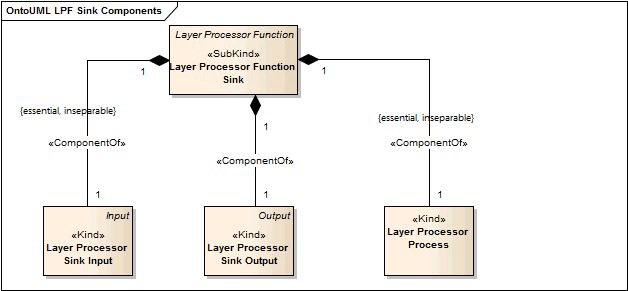 OntoUML LPF Sink Components
Layer Processor Function
«SubKind»
Layer Processor Function
Sink
1
1
1
{essential, inseparable}
{essential, inseparable}
«ComponentOf»
«ComponentOf»
«ComponentOf»
1
1
1
Input
«Kind»
Layer Processor
Sink Input
Output
«Kind»
Layer Processor
Sink Output
«Kind»
Layer Processor
Process